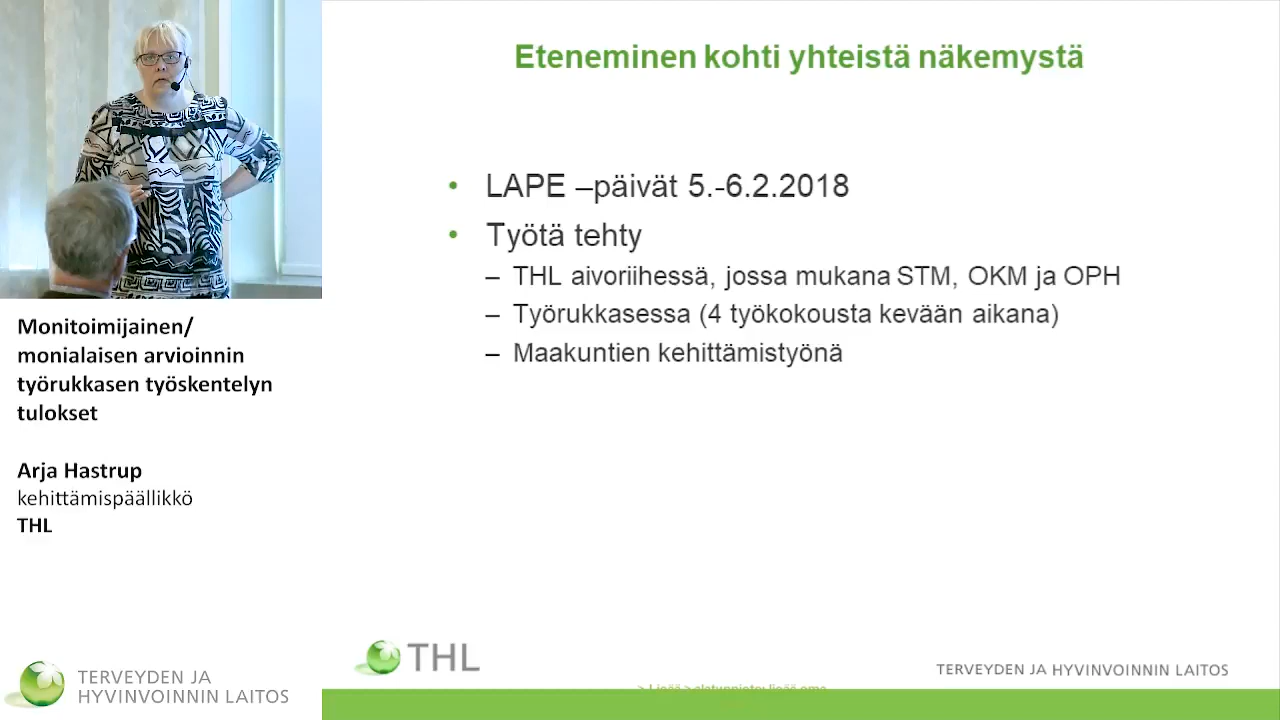 Eteneminen kohti yhteistä näkemystä
• LAPE –päivät 5.-6.2.2018
• Työtä tehty
– THL aivoriihessä, jossa mukana STM, OKM ja OPH
– Työrukkasessa (4 työkokousta kevään aikana)
– Maakuntien kehittämistyönä
Monitoimijainen/
monialaisen arvioinnin
työrukkasen työskentelyn
tulokset
Arja Hastrup
kehittämispäällikkö
THL
TERVEYDEN JA
HYVINVOINNIN LAITOS
THL
TERVEYDEN JA HYVINVOINNIN LAITOS